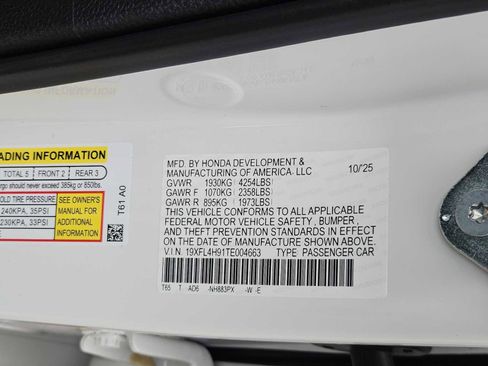 ADING INFORMATION
TOTAL 5 FRONT 2 REAR 3
rgo should never exceed 385kg or 850lbs.
OLD TIRE PRESSURE
240KPA, 35PSI
230KPA, 33PSI
SEE OWNER'S
MANUAL FOR
ADDITIONAL
INFORMATION
T61 A0
MFD. BY HONDA DEVELOPMENT &
MANUFACTURING OF AMERICA, LLC 10/25
GVWR 1930KG 4254LBS
GAWR F 1070KG 2358LBS
GAWR R 895KG 1973LBS
THIS VEHICLE CONFORMS TO ALL APPLICABLE
FEDERAL MOTOR VEHICLE SAFETY, BUMPER,
AND THEFT PREVENTION STANDARDS IN EFFECT
ON THE DATE OF MANUFACTURE SHOWN ABOVE.
V.I.N. 19XFL4H91TE004663 TYPE: PASSENGER CAR
T65 T AD6 -NH883PX -W -E